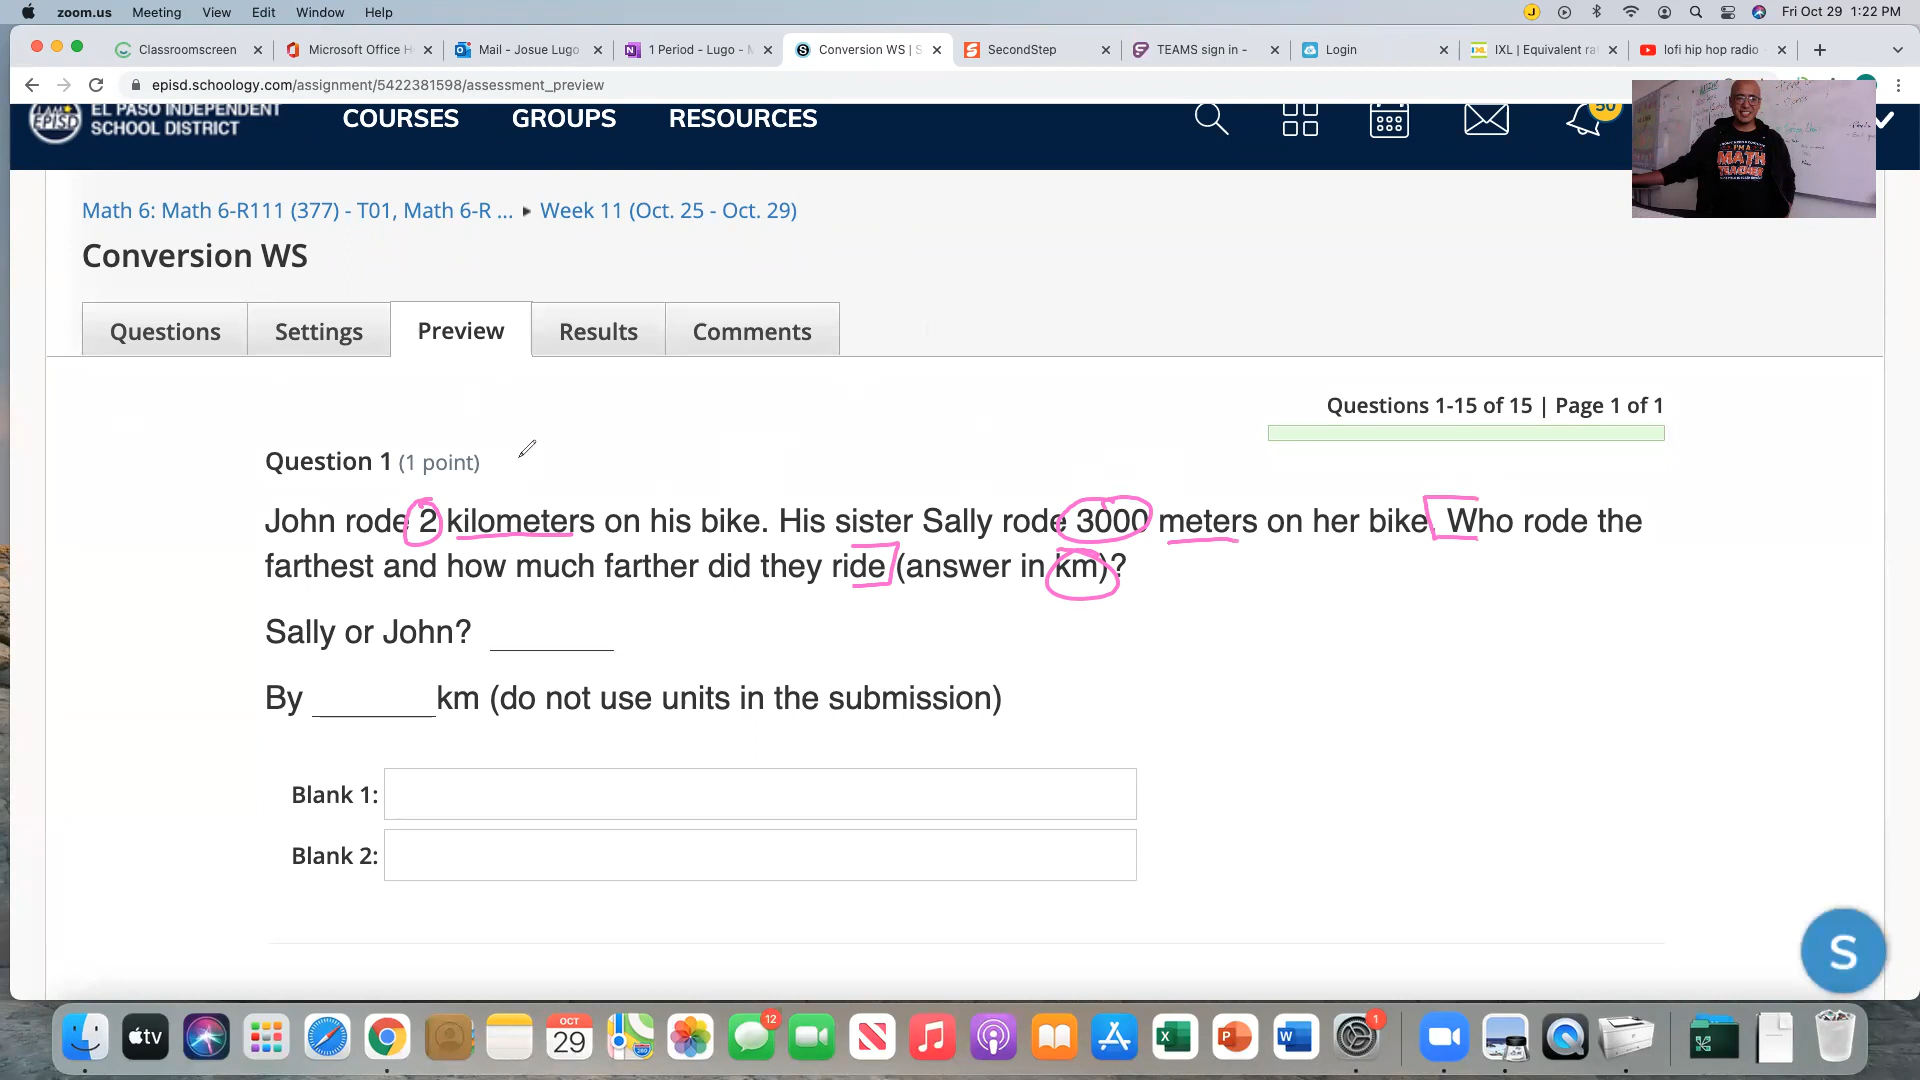 zoom.us Meeting View Edit Window Help Fri Oct 29 1:22 PM
Classroomscreen Microsoft Office H Mail - Josue Lugo 1 Period - Lugo - Conversion WS | S SecondStep TEAMS sign in - Login IXL | Equivalent ra lofi hip hop radio
episd.schoology.com/assignment/5422381598/assessment_preview
I AM EPISD
EL PASO INDEPENDENT
SCHOOL DISTRICT
COURSES GROUPS RESOURCES 50
I'M A
MATH
TEACHER
Math 6: Math 6-R111 (377) - T01, Math 6-R ... ▸ Week 11 (Oct. 25 - Oct. 29)
Conversion WS
Questions Settings Preview Results Comments
Questions 1-15 of 15 | Page 1 of 1
Question 1 (1 point)
John rode 2 kilometers on his bike. His sister Sally rode 3000 meters on her bike. Who rode the
farthest and how much farther did they ride (answer in km)?
Sally or John? ________
By ________ km (do not use units in the submission)
Blank 1:
Blank 2:
S
tv OCT 29 280 12 X P W 1